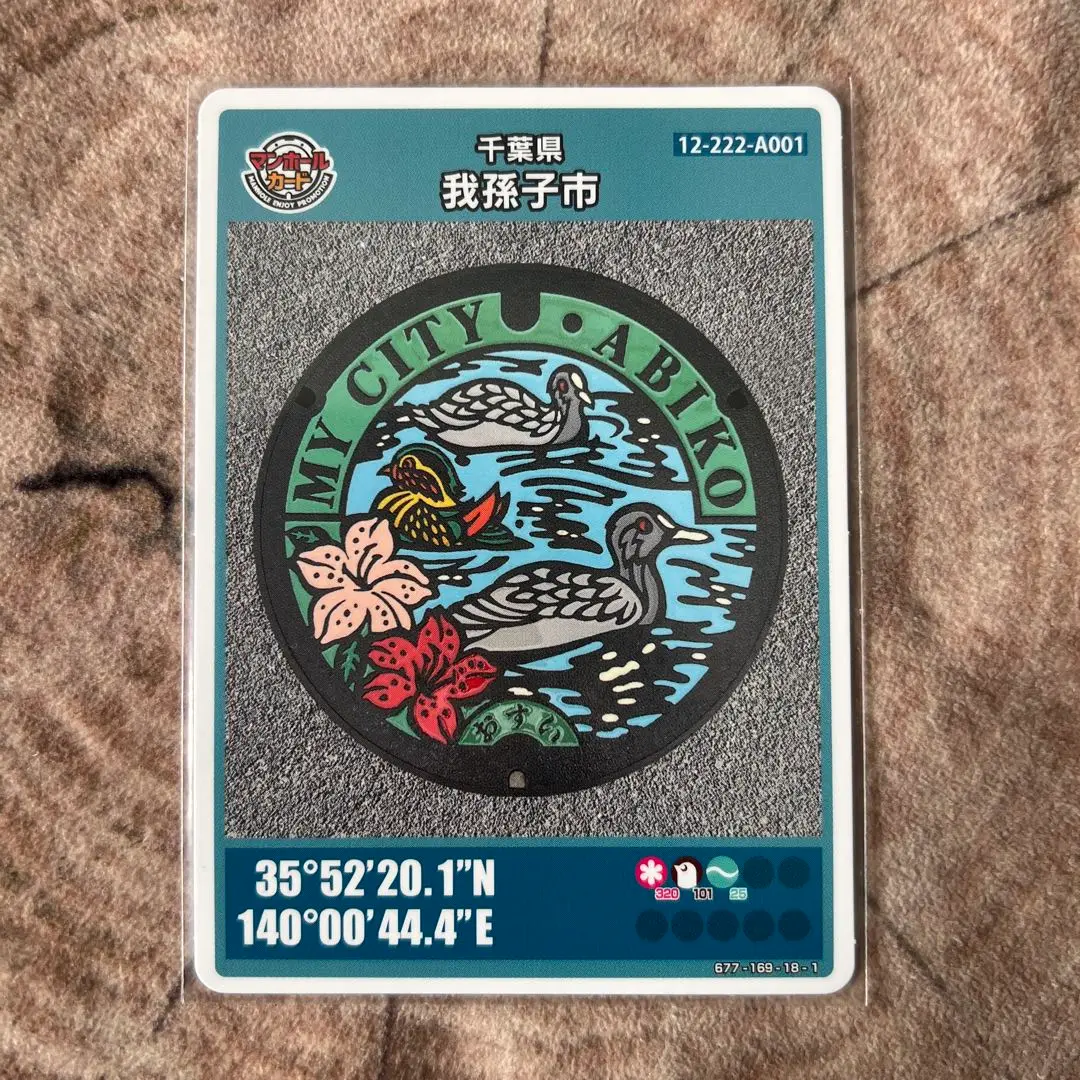 マンホール
カード
MANHOLE ENJOY PROMOTION
千葉県
我孫子市
12-222-A001
MY CITY・ABIKO
おすい
35°52'20.1"N
140°00'44.4"E
320 101 25
677-169-18-1